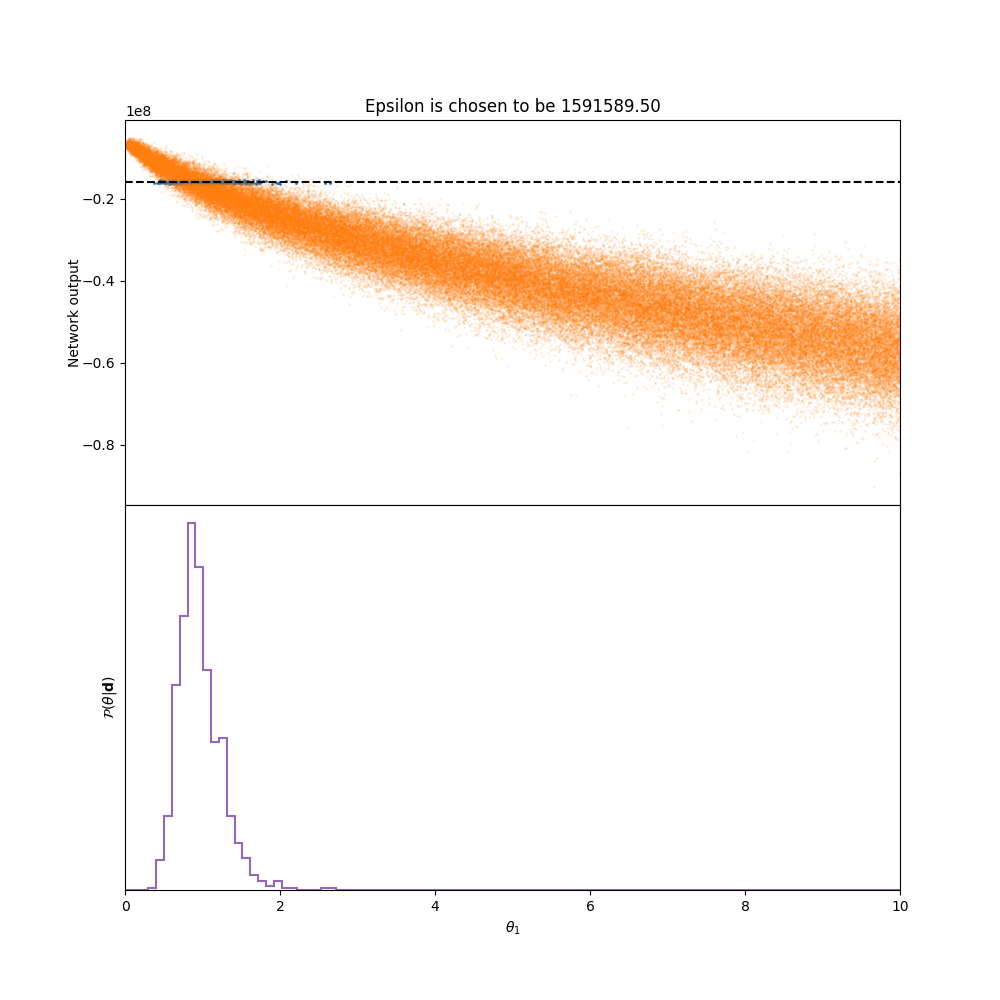 Epsilon is chosen to be 1591589.50
1e8
−0.2
−0.4
−0.6
−0.8
Network output
𝒫(θ|𝐝)
0 2 4 6 8 10
θ₁